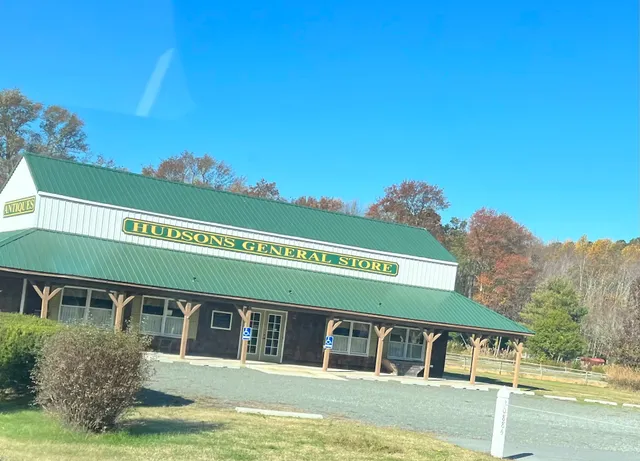 ANTIQUES
HUDSONS GENERAL STORE